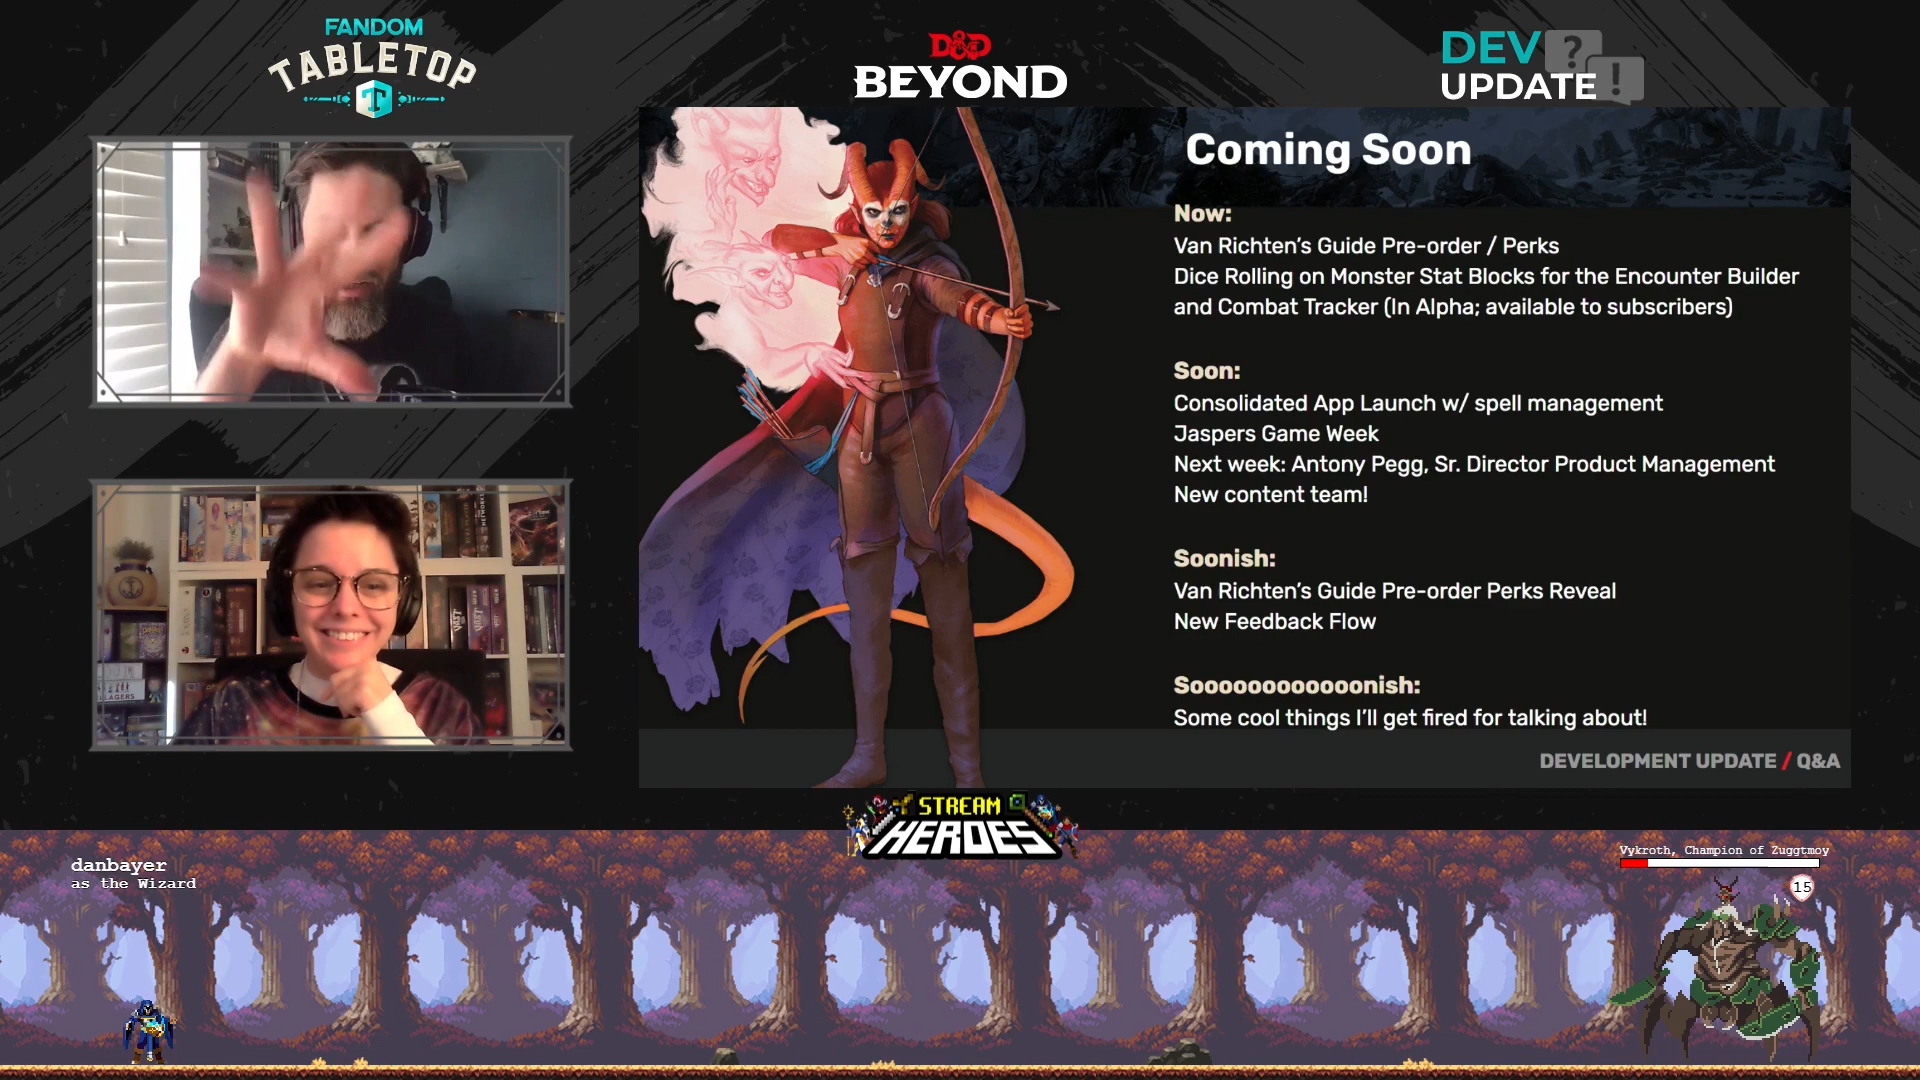 FANDOM
TABLETOP
T
D&D
BEYOND
DEV ?
UPDATE !
Coming Soon
Now:
Van Richten's Guide Pre-order / Perks
Dice Rolling on Monster Stat Blocks for the Encounter Builder
and Combat Tracker (In Alpha; available to subscribers)
Soon:
Consolidated App Launch w/ spell management
Jaspers Game Week
Next week: Antony Pegg, Sr. Director Product Management
New content team!
Soonish:
Van Richten's Guide Pre-order Perks Reveal
New Feedback Flow
Soooooooooooonish:
Some cool things I'll get fired for talking about!
DEVELOPMENT UPDATE / Q&A
VAST
VAST
STREAM
HEROES
danbayer
as the Wizard
Vykroth, Champion of Zuggtmoy
15